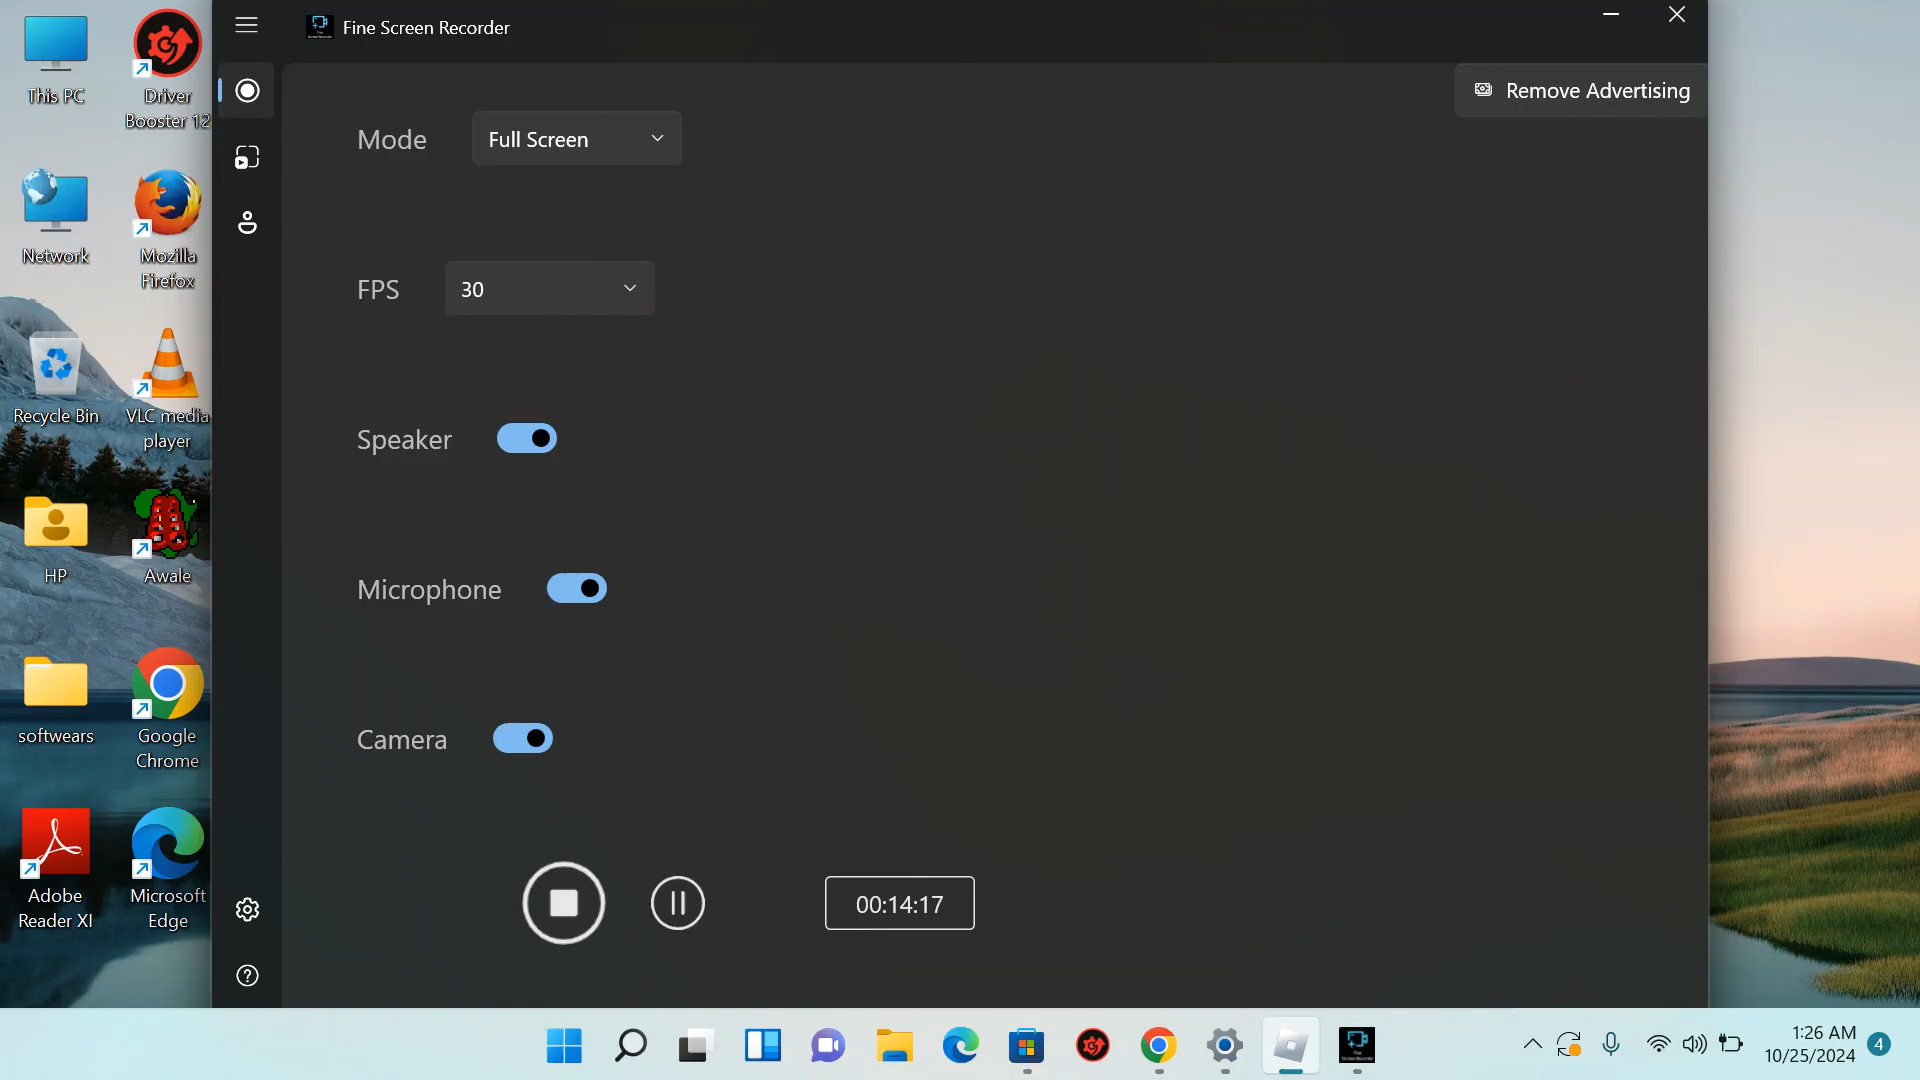 This PC
Driver
Booster 12
Network
Mozilla
Firefox
Recycle Bin
VLC media
player
HP
Awale
softwears
Google
Chrome
Adobe
Reader XI
Microsoft
Edge
Fine Screen Recorder
Remove Advertising
Mode
Full Screen
FPS
30
Speaker
Microphone
Camera
00:14:17
1:26 AM
10/25/2024
4